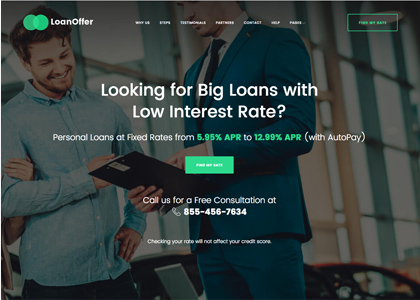 LoanOffer
WHY US STEPS TESTIMONIALS PARTNERS CONTACT HELP PAGES
FIND MY RATE
Looking for Big Loans with
Low Interest Rate?
Personal Loans at Fixed Rates from 5.95% APR to 12.99% APR (with AutoPay)
FIND MY RATE
Call us for a Free Consultation at
855-456-7634
Checking your rate will not affect your credit score.